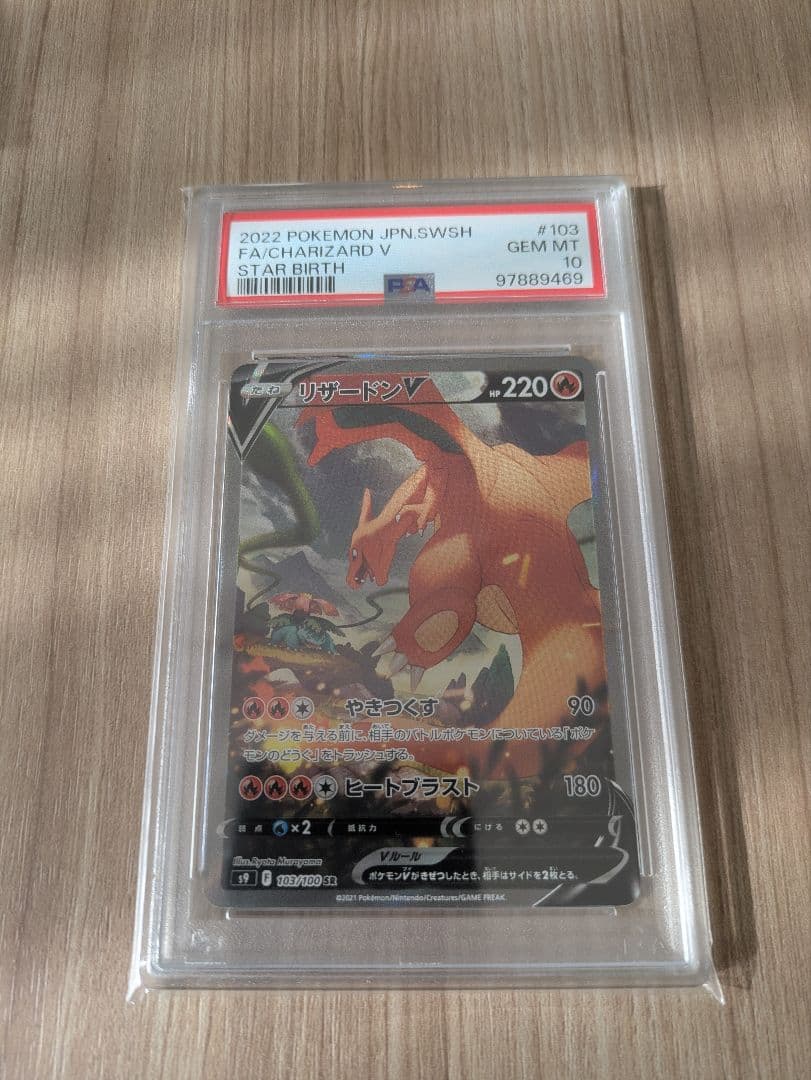 2022 POKEMON JPN.SWSH #103
FA/CHARIZARD V GEM MT
STAR BIRTH 10
PSA 97889469
たね リザードンV HP 220
やきつくす 90
ダメージを与える前に、相手のバトルポケモンについている「ポケ
モンのどうぐ」をトラッシュする。
ヒートブラスト 180
弱点 ×2 抵抗力 にげる
Vルール
ポケモンVがきぜつしたとき、相手はサイドを2枚とる。
Illus. Ryota Murayama
s9 F 103/100 SR
©2021 Pokémon/Nintendo/Creatures/GAME FREAK.